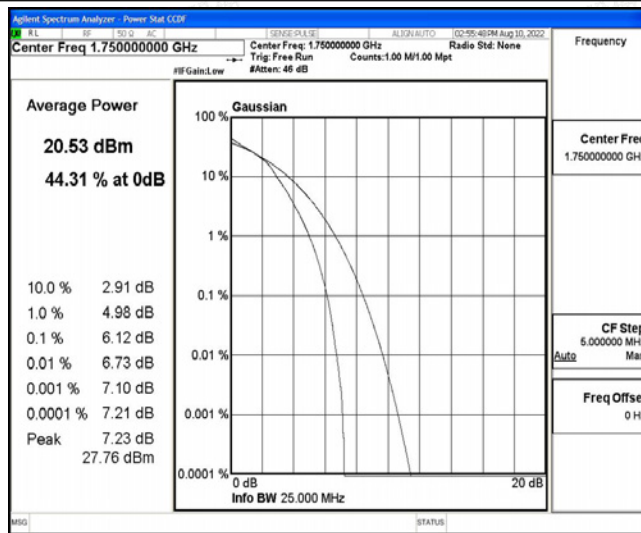 Agilent Spectrum Analyzer - Power Stat CCDF
RL RF 50 Ω AC SENSE:PULSE ALIGN AUTO 02:55:48 PM Aug 10, 2022
Center Freq 1.750000000 GHz
Center Freq: 1.750000000 GHz Radio Std: None
Trig: Free Run Counts:1.00 M/1.00 Mpt
#IFGain:Low #Atten: 46 dB
Frequency
Average Power
20.53 dBm
44.31 % at 0dB
10.0 % 2.91 dB
1.0 % 4.98 dB
0.1 % 6.12 dB
0.01 % 6.73 dB
0.001 % 7.10 dB
0.0001 % 7.21 dB
Peak 7.23 dB
27.76 dBm
Gaussian
100 %
10 %
1 %
0.1 %
0.01 %
0.001 %
0.0001 %
0 dB 20 dB
Info BW 25.000 MHz
Center Fre
1.750000000 GH
CF Step
5.000000 MH
Auto Ma
Freq Offse
0 H
MSG STATUS